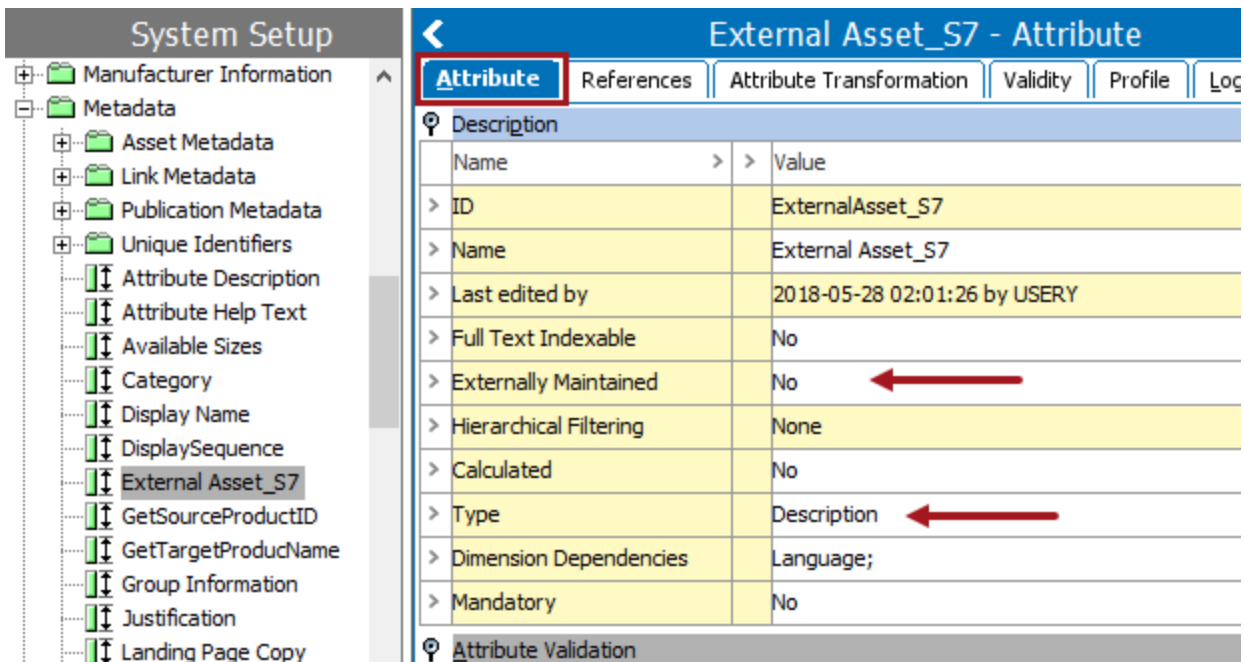 System Setup
Manufacturer Information
Metadata
Asset Metadata
Link Metadata
Publication Metadata
Unique Identifiers
Attribute Description
Attribute Help Text
Available Sizes
Category
Display Name
DisplaySequence
External Asset_S7
GetSourceProductID
GetTargetProducName
Group Information
Justification
Landing Page Copy
External Asset_S7 - Attribute
Attribute References Attribute Transformation Validity Profile Log
Description
Name > > Value
> ID ExternalAsset_S7
> Name External Asset_S7
> Last edited by 2018-05-28 02:01:26 by USERY
> Full Text Indexable No
> Externally Maintained No
> Hierarchical Filtering None
> Calculated No
> Type Description
> Dimension Dependencies Language;
> Mandatory No
Attribute Validation